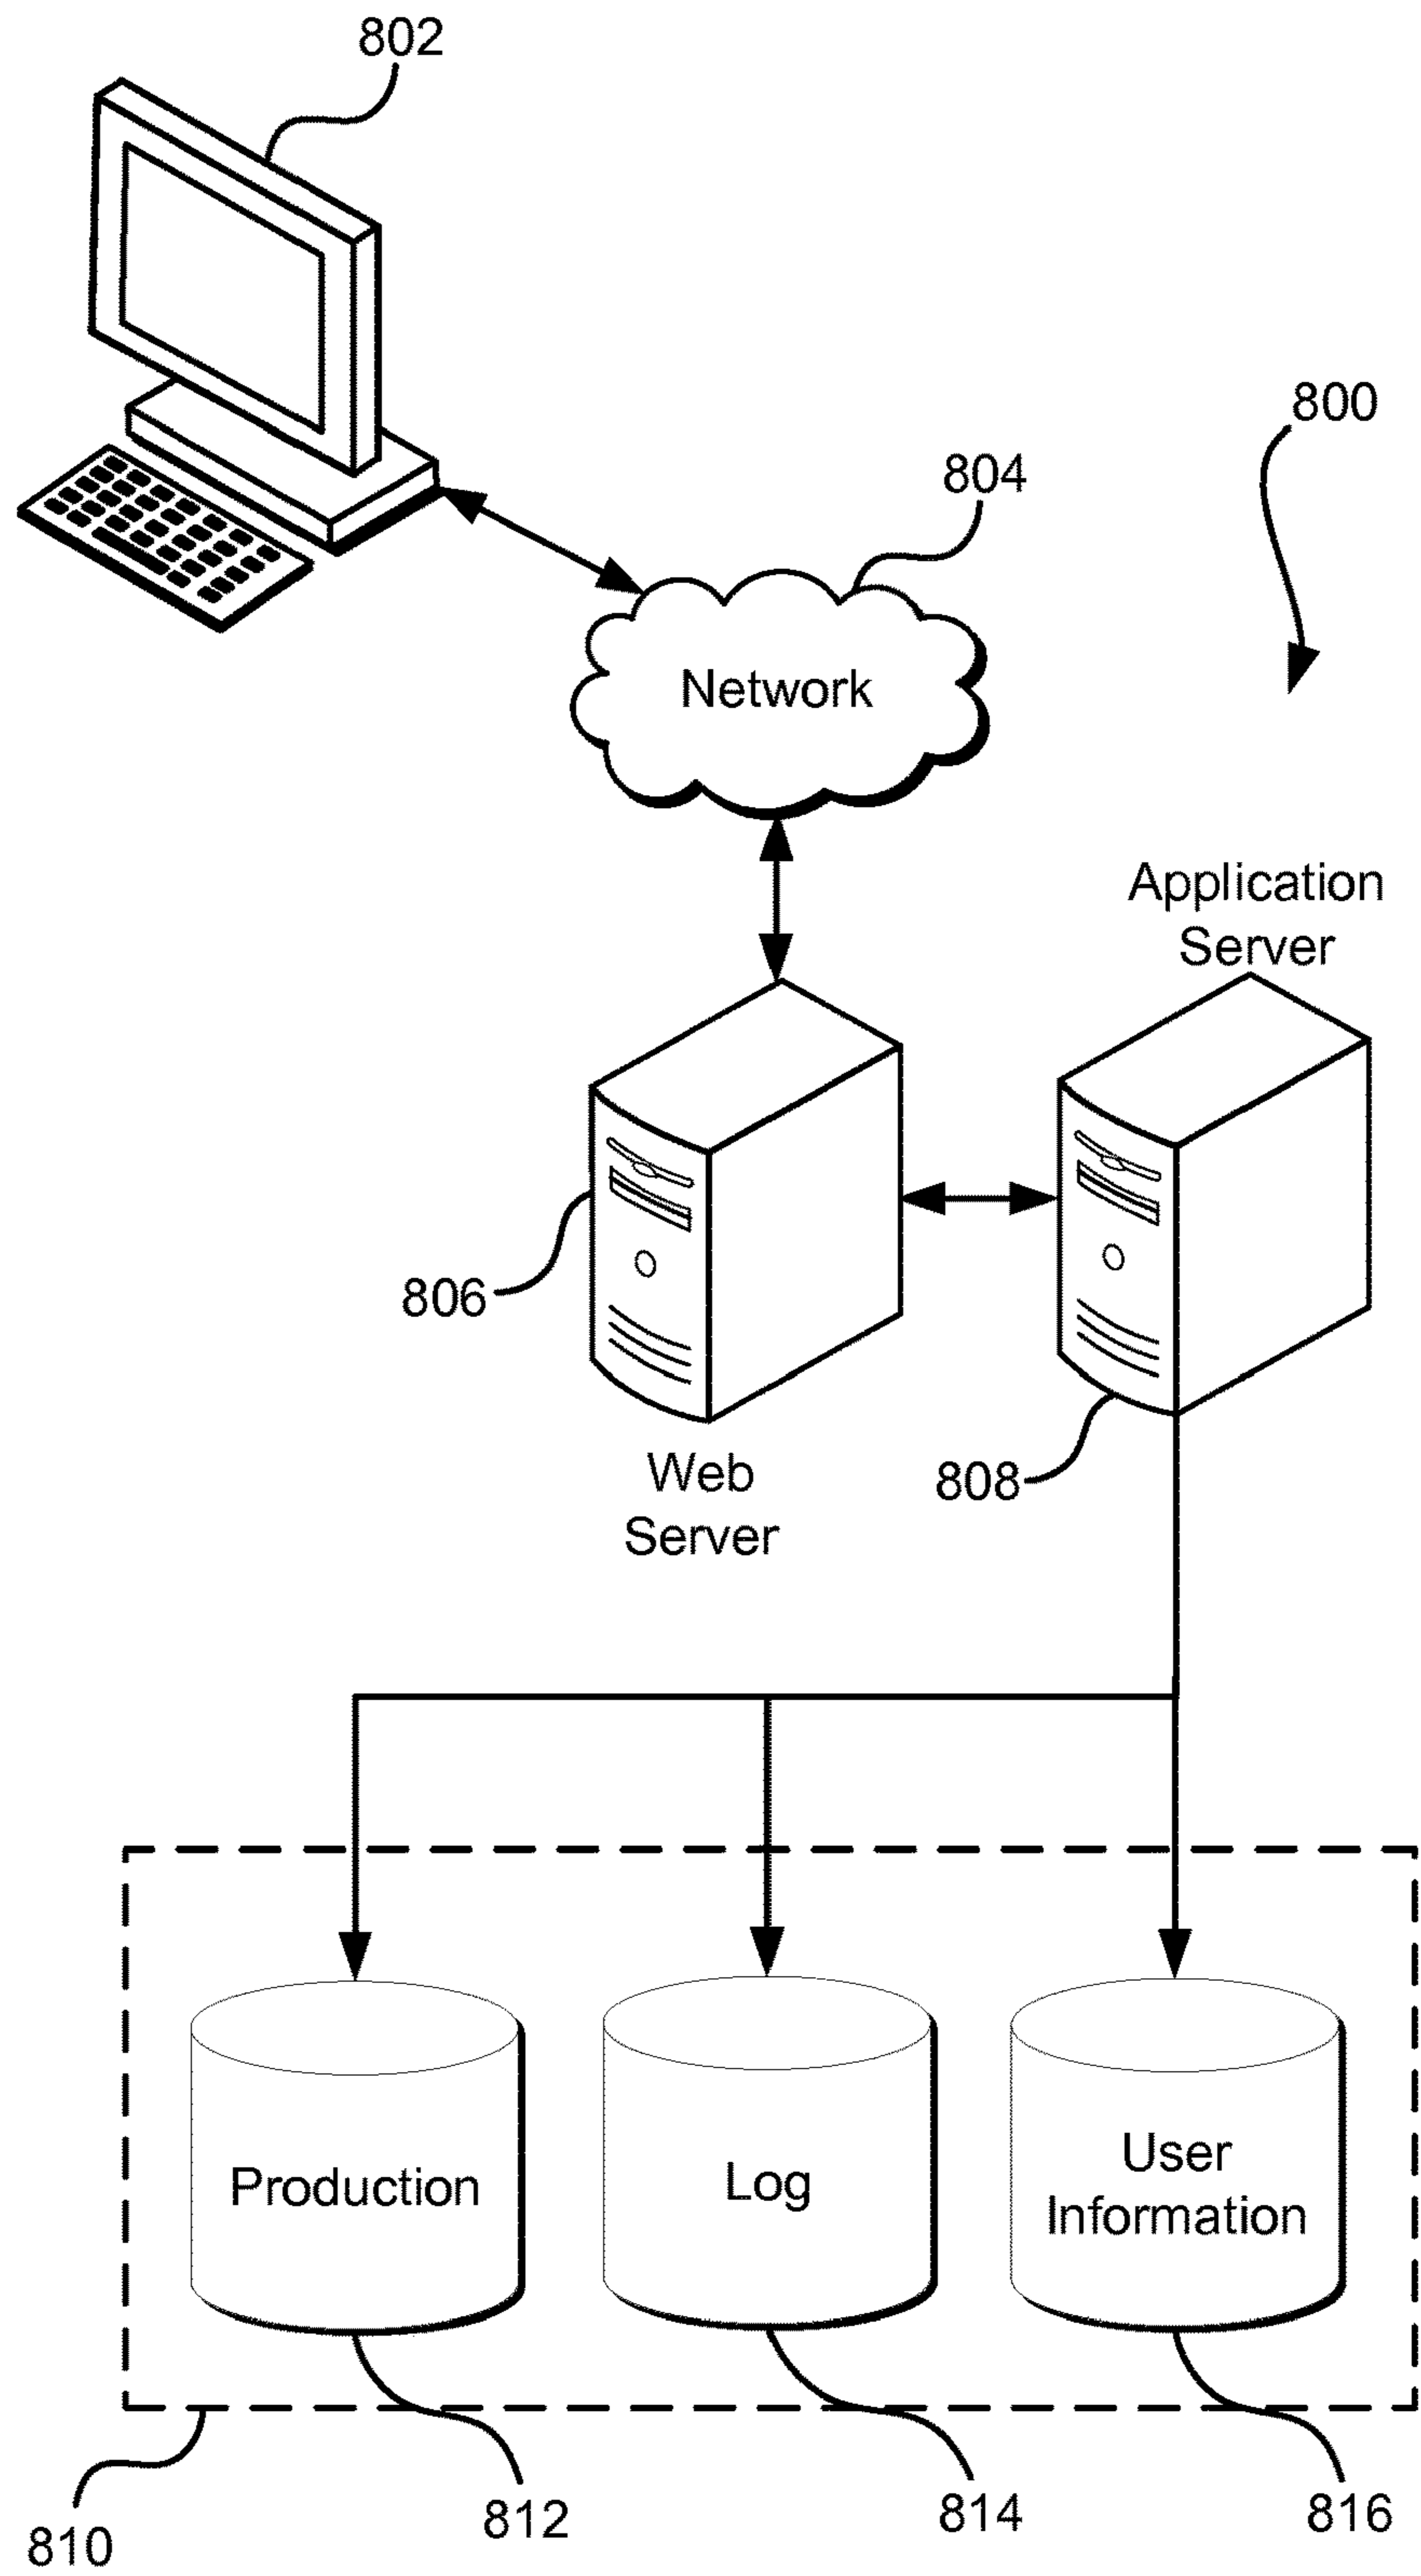 802
800
804
Network
Application
Server
806
808
Web
Server
Production
Log
User
Information
810
812
814
816